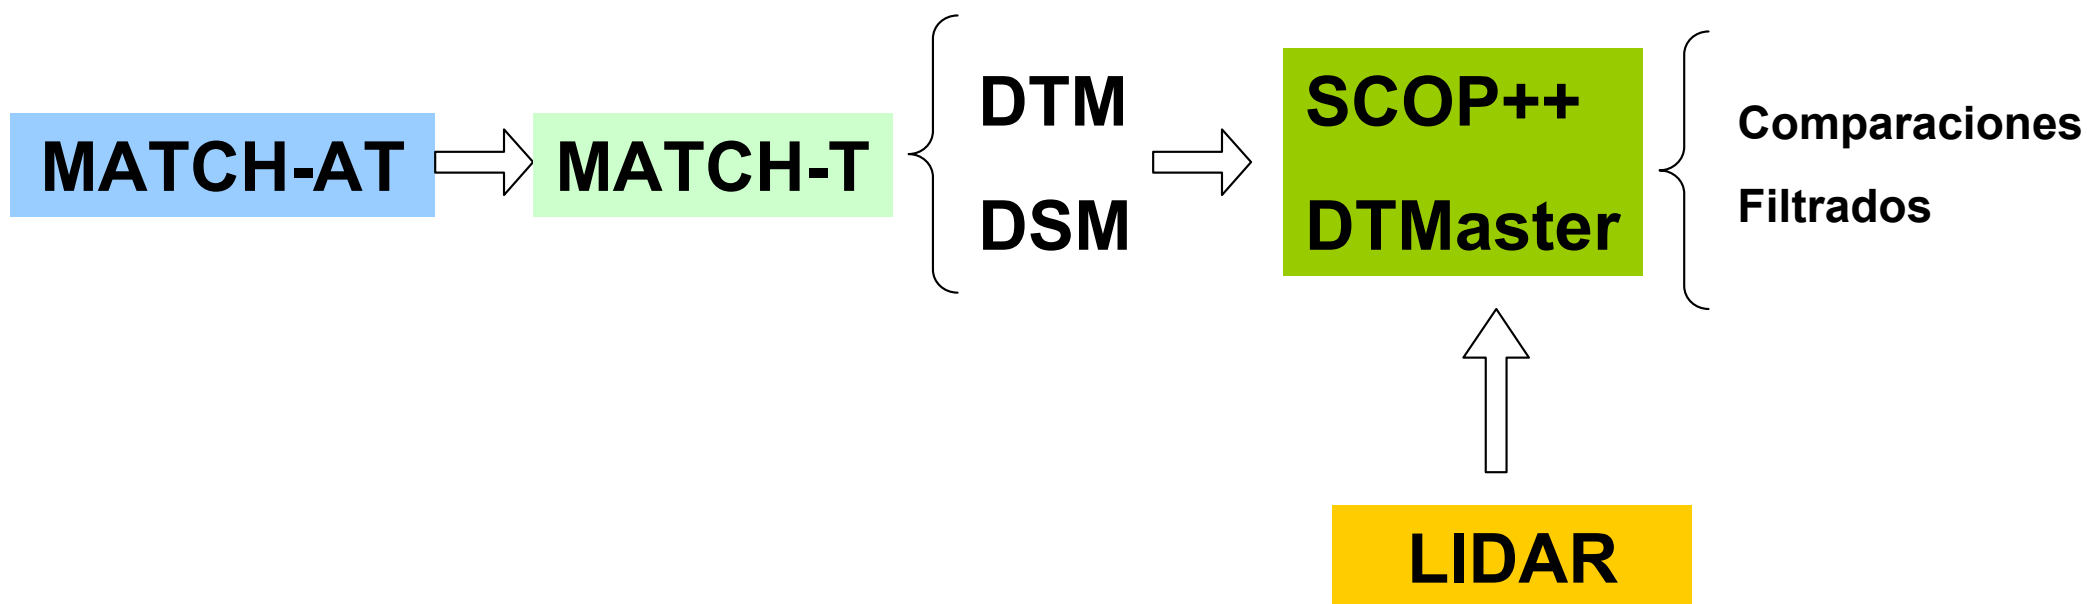 MATCH-AT
MATCH-T
DTM
DSM
SCOP++
DTMaster
Comparaciones
Filtrados
LIDAR